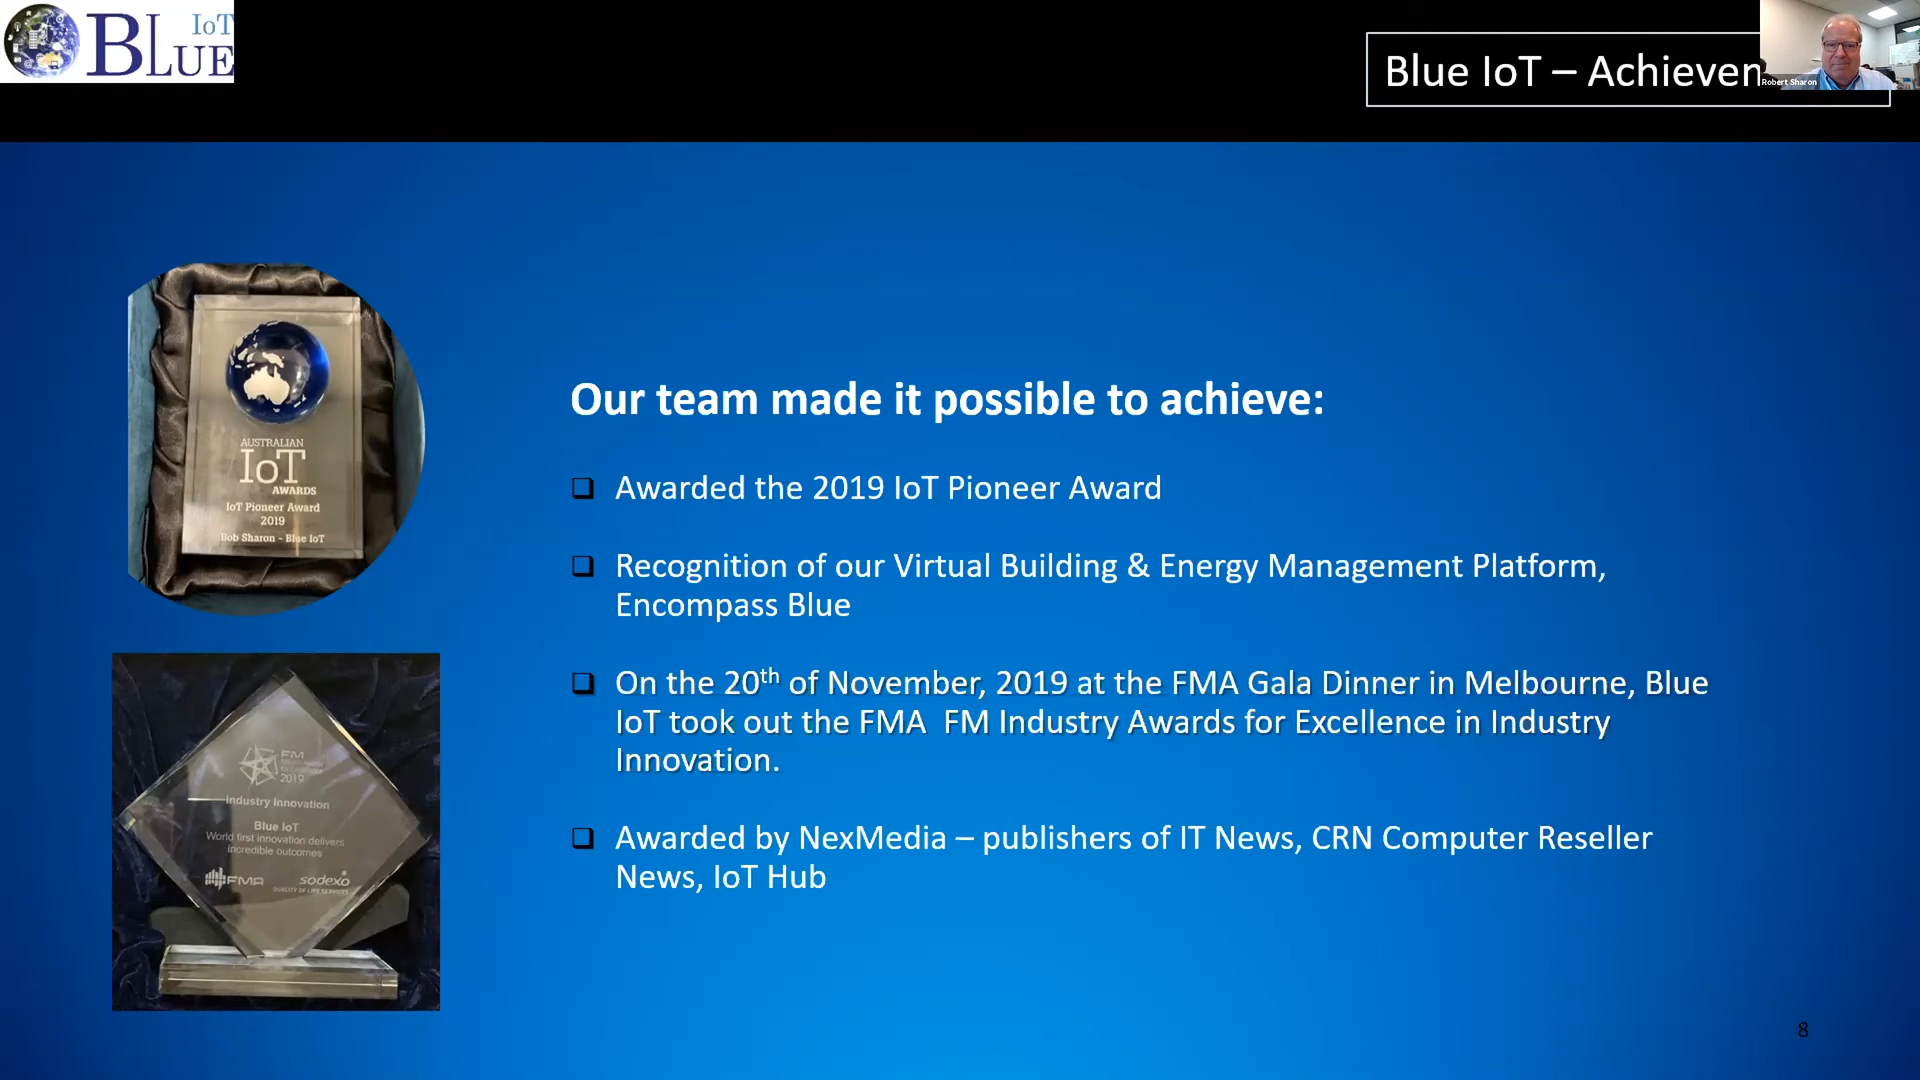 IoT
BLUE
Blue IoT – Achieven
Robert Sharon
AUSTRALIAN
IoT
AWARDS
IoT Pioneer Award
2019
Bob Sharon – Blue IoT
Our team made it possible to achieve:
Awarded the 2019 IoT Pioneer Award
Recognition of our Virtual Building & Energy Management Platform,
Encompass Blue
On the 20th of November, 2019 at the FMA Gala Dinner in Melbourne, Blue
IoT took out the FMA  FM Industry Awards for Excellence in Industry
Innovation.
Awarded by NexMedia – publishers of IT News, CRN Computer Reseller
News, IoT Hub
FM
2019
Industry Innovation
Blue IoT
World first innovation delivers
incredible outcomes
FMA
sodexo
QUALITY OF LIFE SERVICES
8